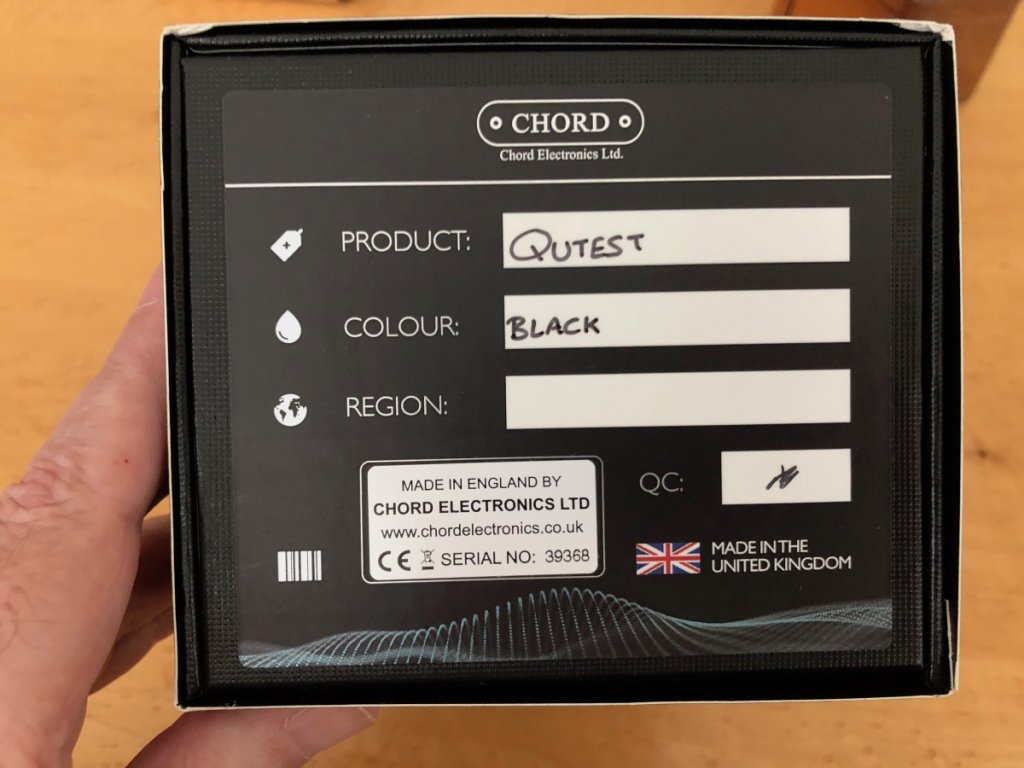 CHORD
Chord Electronics Ltd.
PRODUCT: QUTEST
COLOUR: BLACK
REGION:
QC:
MADE IN ENGLAND BY
CHORD ELECTRONICS LTD
www.chordelectronics.co.uk
CE SERIAL NO: 39368
MADE IN THE
UNITED KINGDOM